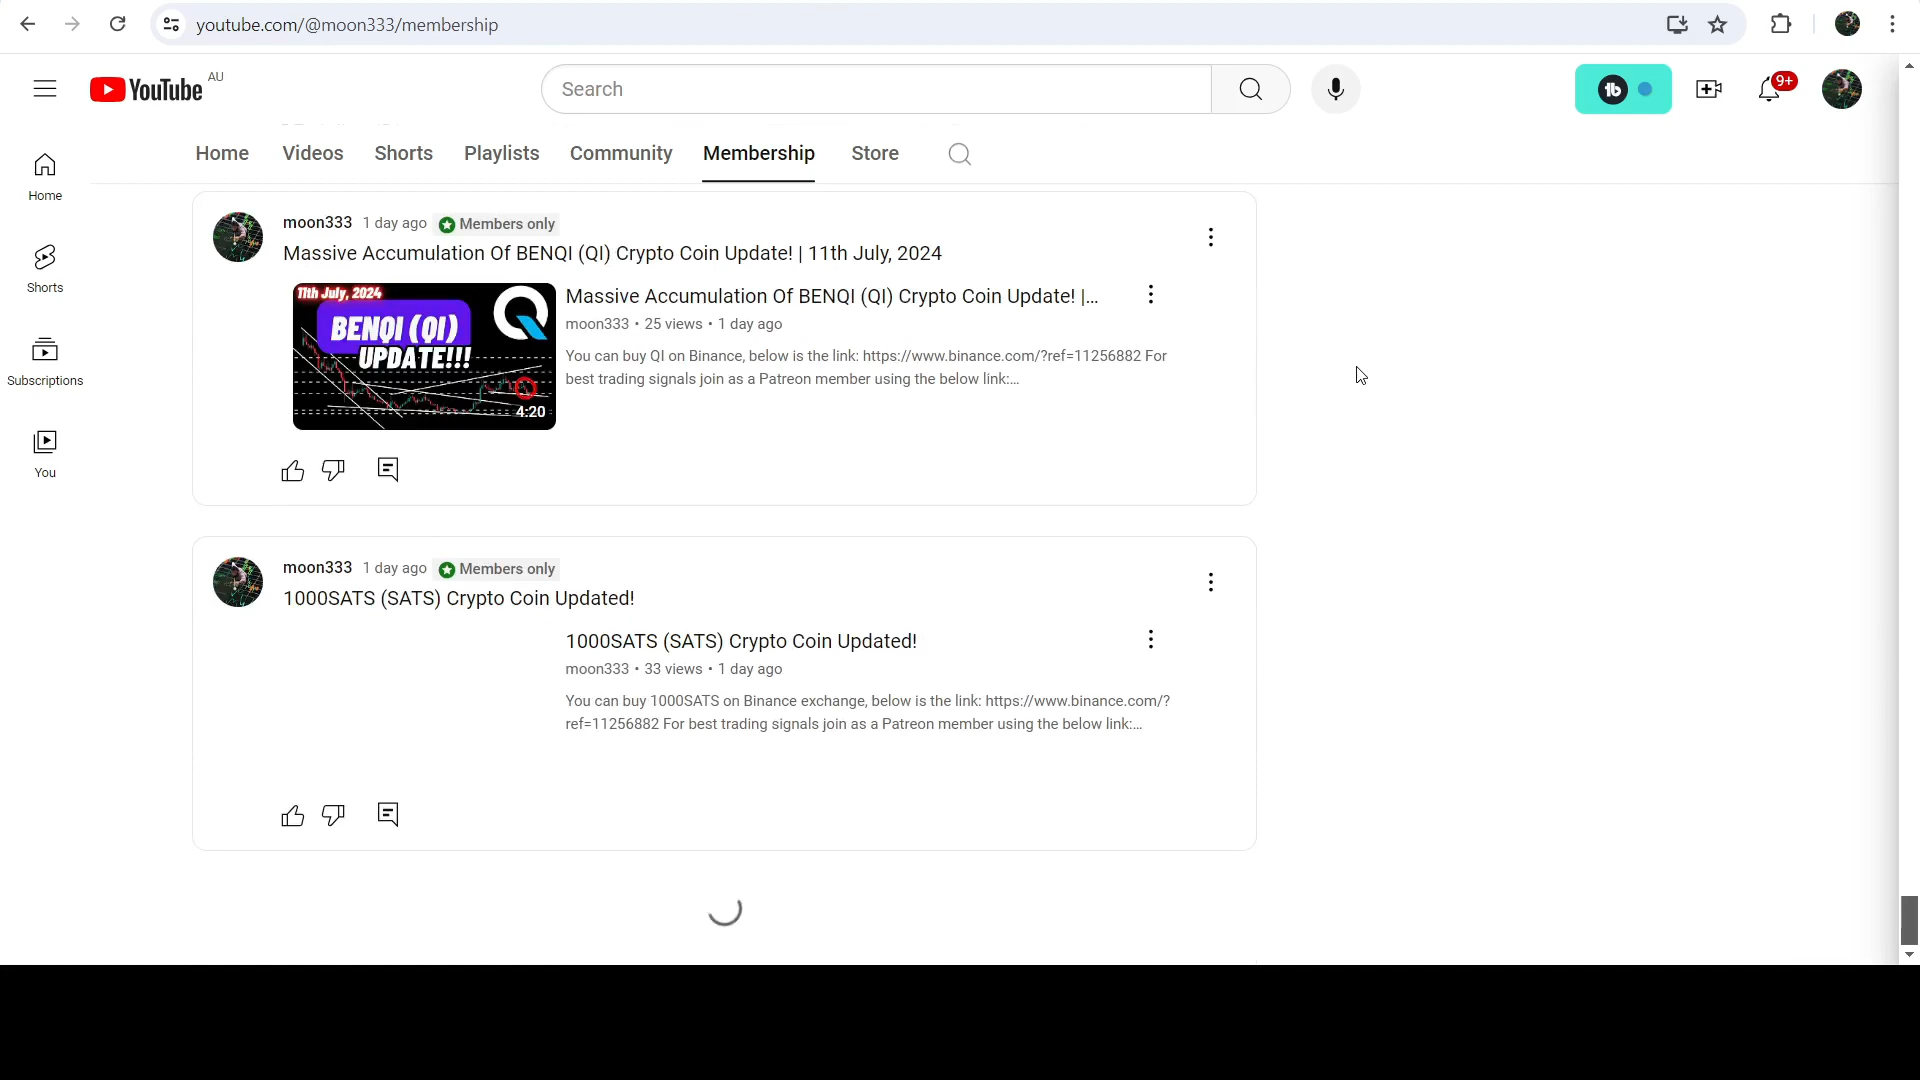 youtube.com/@moon333/membership
YouTube AU
Search
9+
Home
Videos
Shorts
Playlists
Community
Membership
Store
Home
Shorts
Subscriptions
You
moon333 1 day ago Members only
Massive Accumulation Of BENQI (QI) Crypto Coin Update! | 11th July, 2024
11th July, 2024
BENQI (QI)
UPDATE!!!
4:20
Massive Accumulation Of BENQI (QI) Crypto Coin Update! |...
moon333 • 25 views • 1 day ago
You can buy QI on Binance, below is the link: https://www.binance.com/?ref=11256882 For
best trading signals join as a Patreon member using the below link:...
moon333 1 day ago Members only
1000SATS (SATS) Crypto Coin Updated!
1000SATS (SATS) Crypto Coin Updated!
moon333 • 33 views • 1 day ago
You can buy 1000SATS on Binance exchange, below is the link: https://www.binance.com/?
ref=11256882 For best trading signals join as a Patreon member using the below link:...